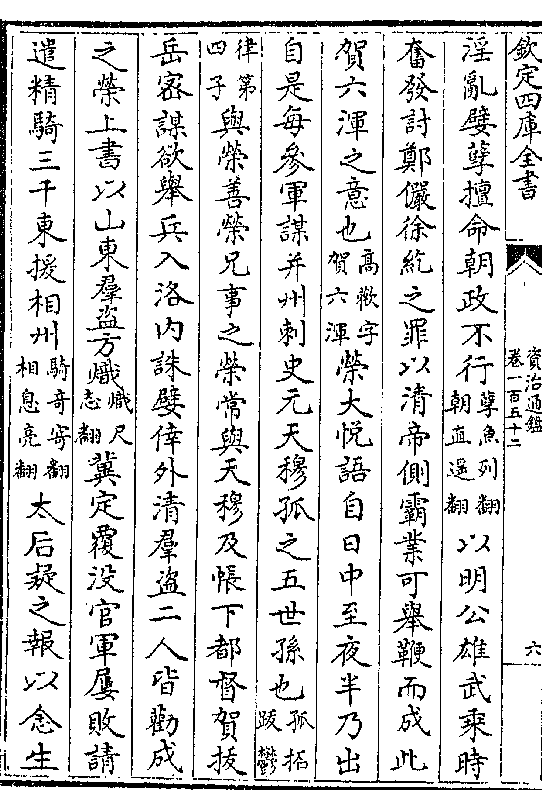 欽定四庫全書
資治通鑑
卷一百五十二
六
淫亂嬖孽擅命朝政不行孽魚列翻朝直遥翻以明公雄武乘時
奮發討鄭儼徐紇之罪以清帝側霸業可舉鞭而成此
賀六渾之意也高歡字賀六渾榮大悦語自日中至夜半乃出
自是每參軍謀并州刺史元天穆孤之五世孫也孤拓跋鬱
律第四子與榮善榮兄事之榮常與天穆及帳下都督賀拔
岳密謀欲舉兵入洛内誅嬖倖外清羣盜二人皆勸成
之榮上書以山東羣盜方熾熾尺志翻冀定覆没官軍屢敗請
遣精騎三千東援相州騎奇寄翻相息亮翻太后疑之報以念生